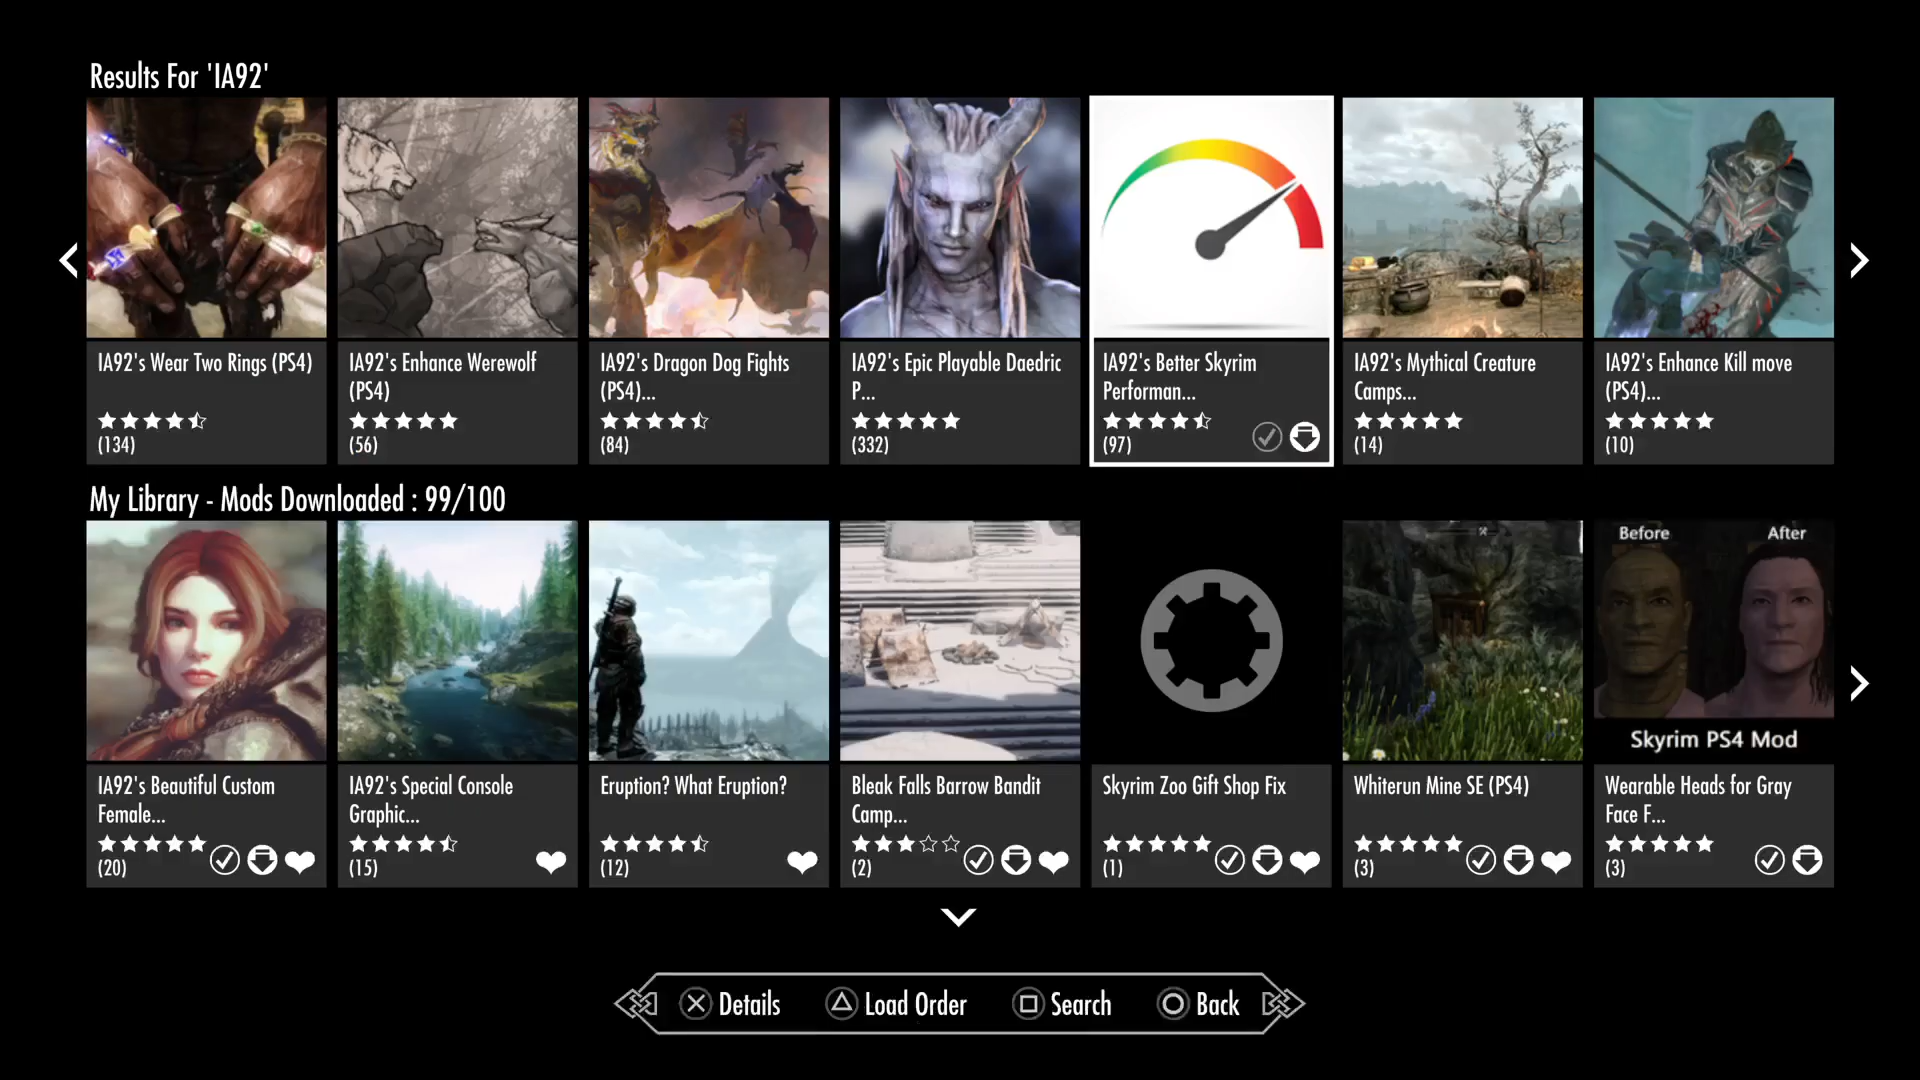 Results For 'IA92'
IA92's Wear Two Rings (PS4)
(134)
IA92's Enhance Werewolf
(PS4)
(56)
IA92's Dragon Dog Fights
(PS4)...
(84)
IA92's Epic Playable Daedric
P...
(332)
IA92's Better Skyrim
Performan...
(97)
IA92's Mythical Creature
Camps...
(14)
IA92's Enhance Kill move
(PS4)...
(10)
My Library - Mods Downloaded : 99/100
IA92's Beautiful Custom
Female...
(20)
IA92's Special Console
Graphic...
(15)
Eruption? What Eruption?
(12)
Bleak Falls Barrow Bandit
Camp...
(2)
Skyrim Zoo Gift Shop Fix
(1)
Whiterun Mine SE (PS4)
(3)
Before After
Skyrim PS4 Mod
Wearable Heads for Gray
Face F...
(3)
Details Load Order Search Back